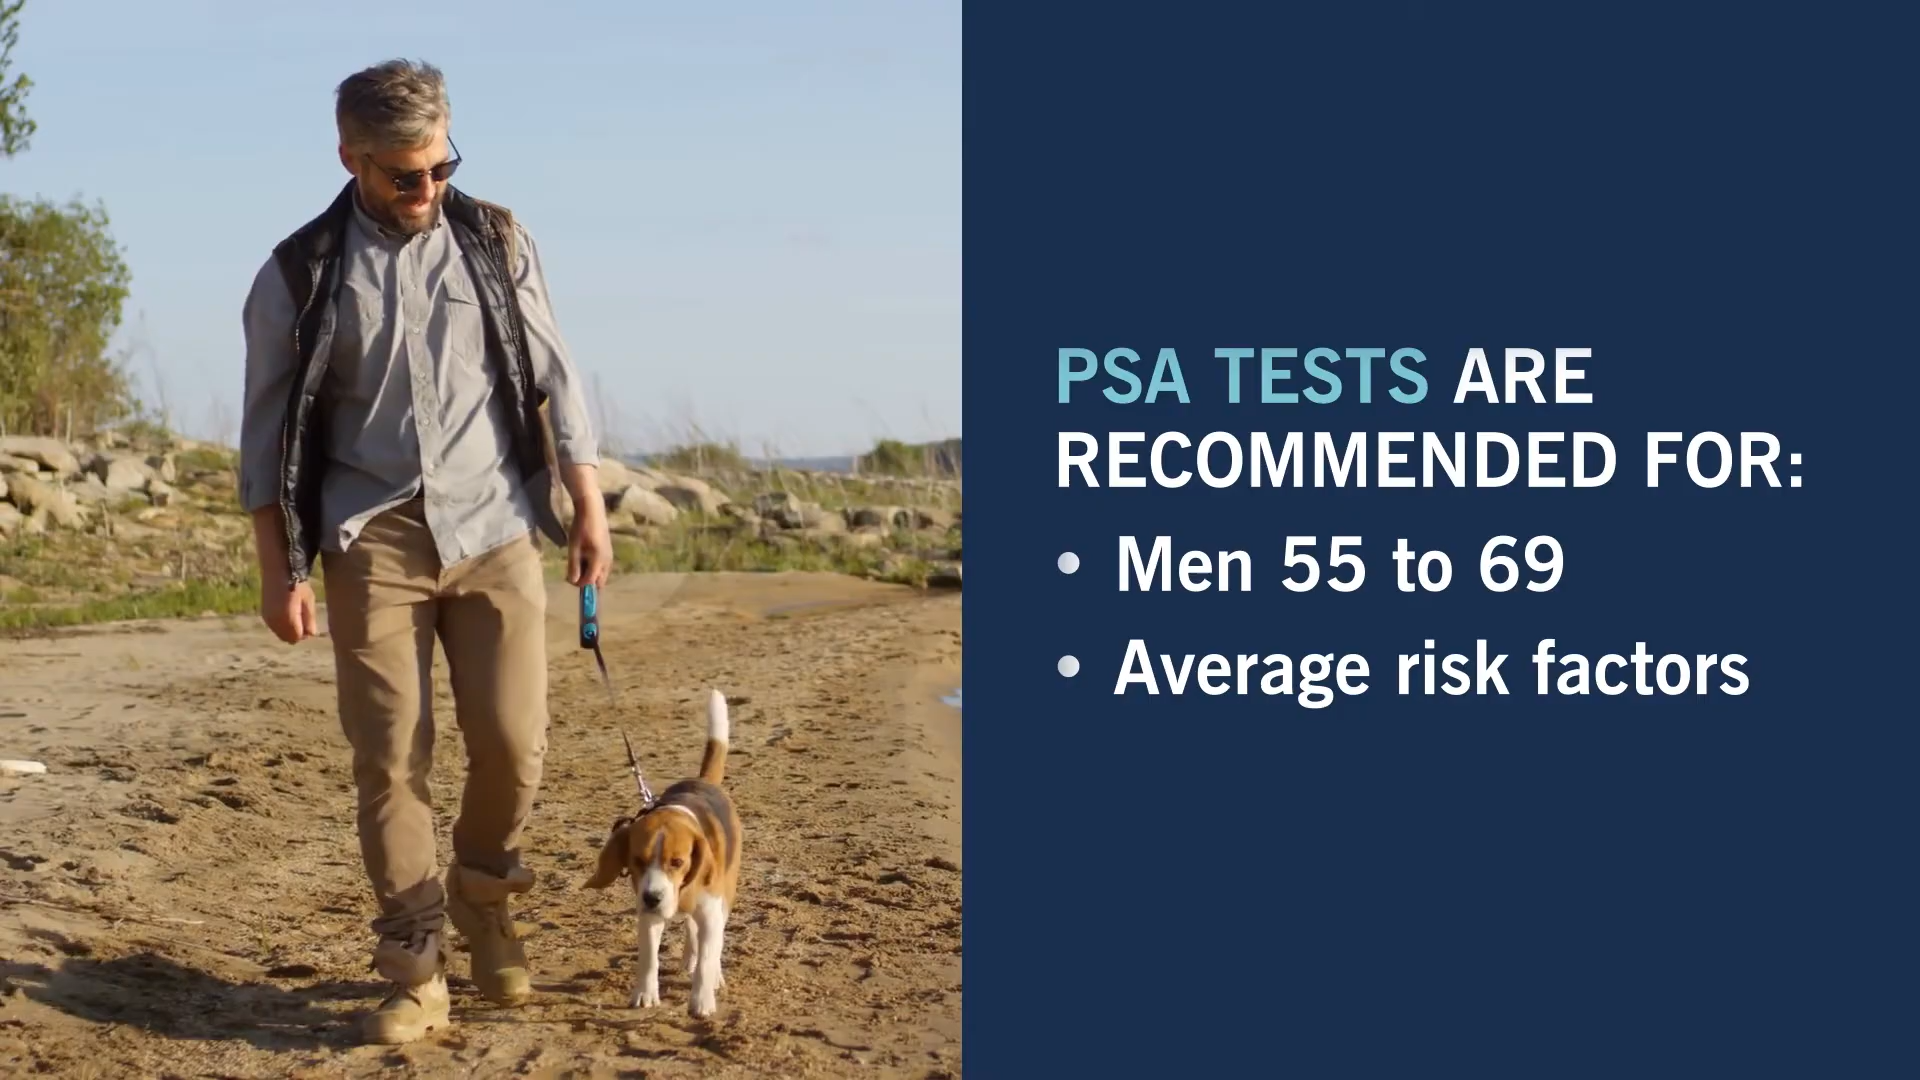 PSA TESTS ARE
RECOMMENDED FOR:
• Men 55 to 69
• Average risk factors